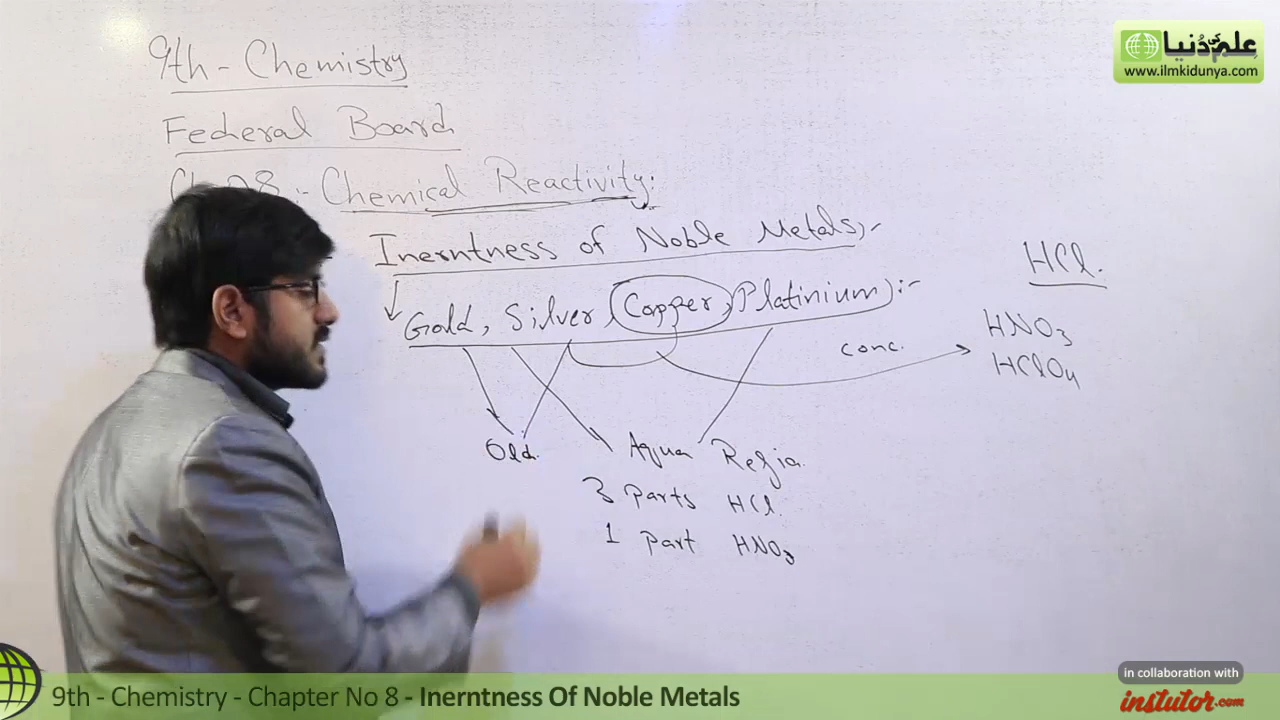 9th - Chemistry
Federal Board
8:- Chemical Reactivity:
Inerntness of Noble Metals:-
Gold, Silver, Copper, Platinium):-
HCl.
HNO3
HClO4
conc.
Old.
Aqua Regia.
3 Parts HCl.
1 Part HNO3
علم کی دُنیا
www.ilmkidunya.com
9th - Chemistry - Chapter No 8 - Inerntness Of Noble Metals
in collaboration with
instutor.com